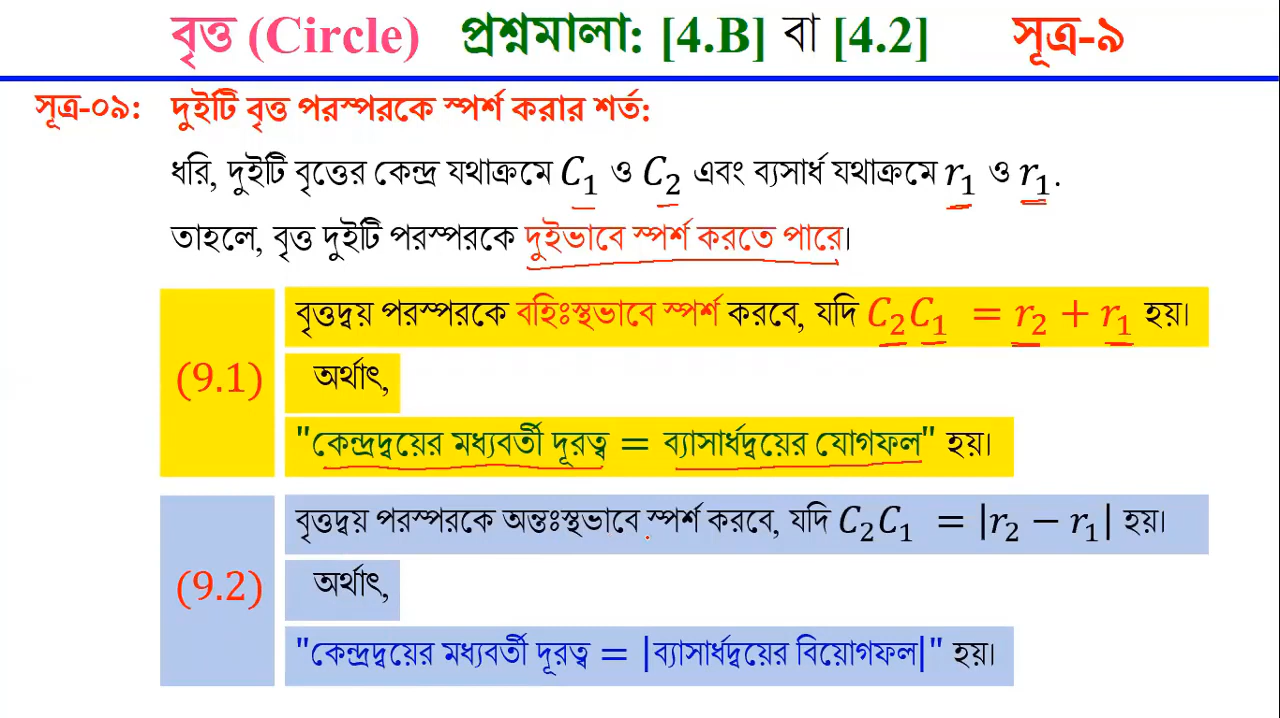 বৃত্ত (Circle) প্রশ্নমালা: [4.B] বা [4.2] সূত্র-৯
সূত্র-০৯: দুইটি বৃত্ত পরস্পরকে স্পর্শ করার শর্ত:
ধরি, দুইটি বৃত্তের কেন্দ্র যথাক্রমে C₁ ও C₂ এবং ব্যসার্ধ যথাক্রমে r₁ ও r₁.
তাহলে, বৃত্ত দুইটি পরস্পরকে দুইভাবে স্পর্শ করতে পারে।
(9.1)
বৃত্তদ্বয় পরস্পরকে বহিঃস্থভাবে স্পর্শ করবে, যদি C₂C₁ = r₂ + r₁ হয়।
অর্থাৎ,
"কেন্দ্রদ্বয়ের মধ্যবর্তী দূরত্ব = ব্যাসার্ধদ্বয়ের যোগফল" হয়।
(9.2)
বৃত্তদ্বয় পরস্পরকে অন্তঃস্থভাবে স্পর্শ করবে, যদি C₂C₁ = |r₂ − r₁| হয়।
অর্থাৎ,
"কেন্দ্রদ্বয়ের মধ্যবর্তী দূরত্ব = |ব্যাসার্ধদ্বয়ের বিয়োগফল|" হয়।